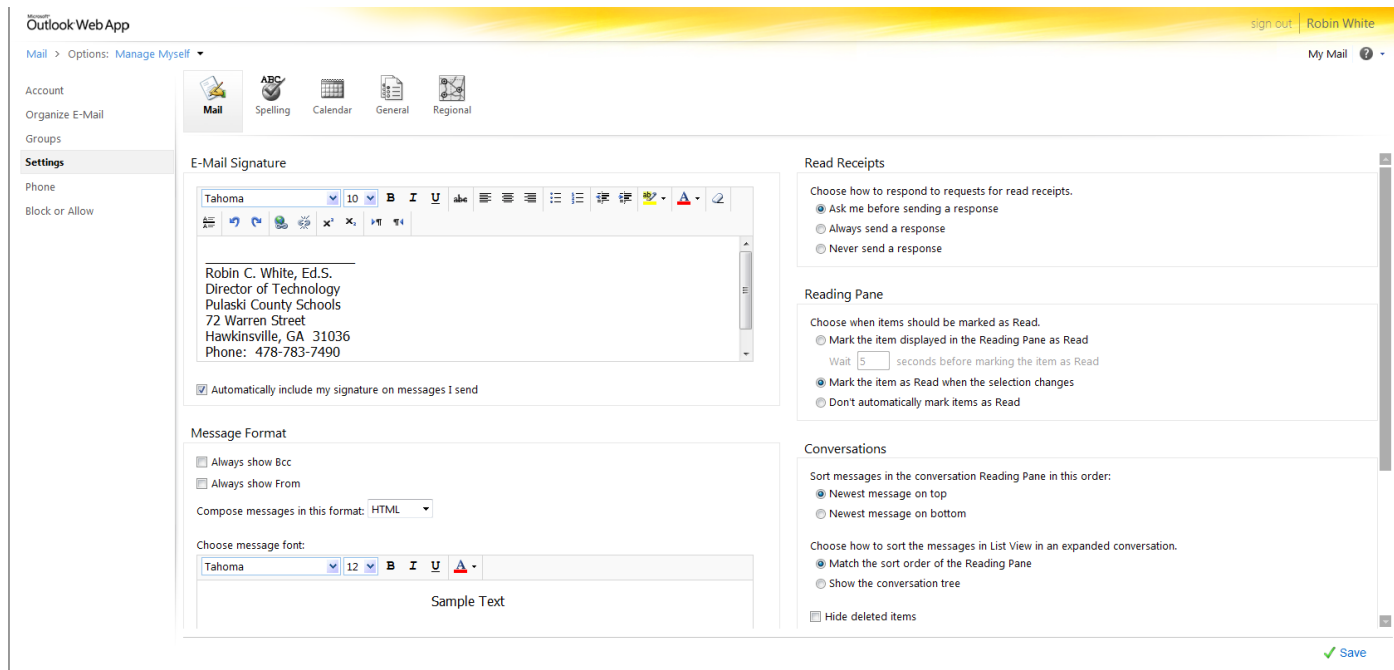 Microsoft®
Outlook Web App
sign out | Robin White
Mail > Options: Manage Myself
My Mail
Account
Organize E-Mail
Groups
Settings
Phone
Block or Allow
Mail
ABC
Spelling
Calendar
General
Regional
E-Mail Signature
Tahoma 10 B I U abc
ab A
x² x₂
Robin C. White, Ed.S.
Director of Technology
Pulaski County Schools
72 Warren Street
Hawkinsville, GA 31036
Phone: 478-783-7490
Automatically include my signature on messages I send
Message Format
Always show Bcc
Always show From
Compose messages in this format: HTML
Choose message font:
Tahoma 12 B I U A
Sample Text
Read Receipts
Choose how to respond to requests for read receipts.
Ask me before sending a response
Always send a response
Never send a response
Reading Pane
Choose when items should be marked as Read.
Mark the item displayed in the Reading Pane as Read
Wait 5 seconds before marking the item as Read
Mark the item as Read when the selection changes
Don't automatically mark items as Read
Conversations
Sort messages in the conversation Reading Pane in this order:
Newest message on top
Newest message on bottom
Choose how to sort the messages in List View in an expanded conversation.
Match the sort order of the Reading Pane
Show the conversation tree
Hide deleted items
Save